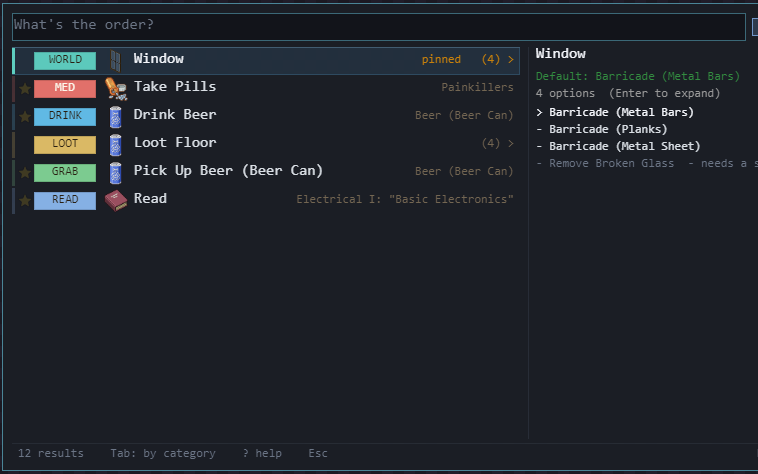 What's the order?
WORLD Window pinned (4) >
MED Take Pills Painkillers
DRINK Drink Beer Beer (Beer Can)
LOOT Loot Floor (4) >
GRAB Pick Up Beer (Beer Can) Beer (Beer Can)
READ Read Electrical I: "Basic Electronics"
Window
Default: Barricade (Metal Bars)
4 options (Enter to expand)
> Barricade (Metal Bars)
- Barricade (Planks)
- Barricade (Metal Sheet)
- Remove Broken Glass - needs a
12 results Tab: by category ? help Esc